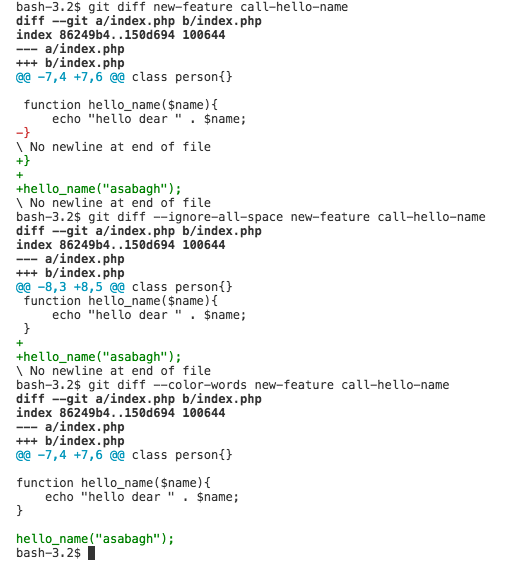 bash-3.2$ git diff new-feature call-hello-name
diff --git a/index.php b/index.php
index 86249b4..150d694 100644
--- a/index.php
+++ b/index.php
@@ -7,4 +7,6 @@ class person{}

 function hello_name($name){
     echo "hello dear " . $name;
-}
\ No newline at end of file
+}
+
+hello_name("asabagh");
\ No newline at end of file
bash-3.2$ git diff --ignore-all-space new-feature call-hello-name
diff --git a/index.php b/index.php
index 86249b4..150d694 100644
--- a/index.php
+++ b/index.php
@@ -8,3 +8,5 @@ class person{}
 function hello_name($name){
     echo "hello dear " . $name;
 }
+
+hello_name("asabagh");
\ No newline at end of file
bash-3.2$ git diff --color-words new-feature call-hello-name
diff --git a/index.php b/index.php
index 86249b4..150d694 100644
--- a/index.php
+++ b/index.php
@@ -7,4 +7,6 @@ class person{}

function hello_name($name){
    echo "hello dear " . $name;
}

hello_name("asabagh");
bash-3.2$